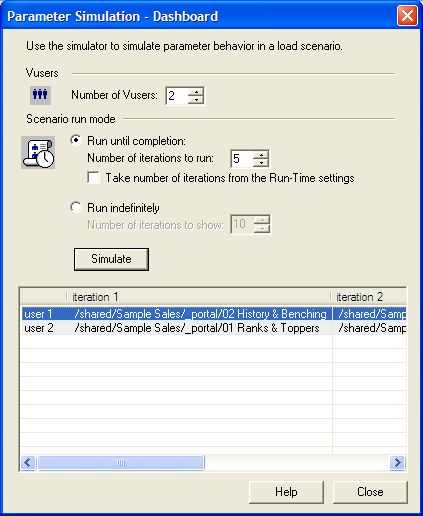 Parameter Simulation - Dashboard
Use the simulator to simulate parameter behavior in a load scenario.
Vusers
Number of Vusers: 2
Scenario run mode
Run until completion:
Number of iterations to run: 5
Take number of iterations from the Run-Time settings
Run indefinitely
Number of iterations to show: 10
Simulate
iteration 1 iteration 2
user 1 /shared/Sample Sales/_portal/02 History & Benching /shared/Samp
user 2 /shared/Sample Sales/_portal/01 Ranks & Toppers /shared/Samp
Help Close